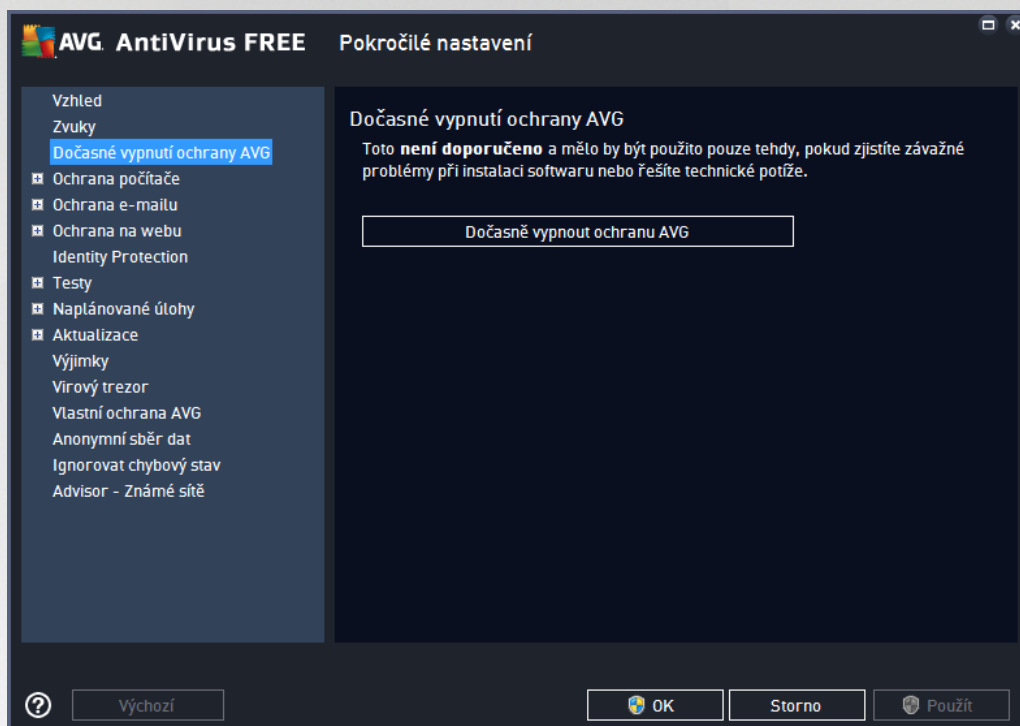 AVG. AntiVirus FREE
Pokročilé nastavení
Vzhled
Zvuky
Dočasné vypnutí ochrany AVG
Ochrana počítače
Ochrana e-mailu
Ochrana na webu
Identity Protection
Testy
Naplánované úlohy
Aktualizace
Výjimky
Virový trezor
Vlastní ochrana AVG
Anonymní sběr dat
Ignorovat chybový stav
Advisor - Známé sítě
Dočasné vypnutí ochrany AVG
Toto není doporučeno a mělo by být použito pouze tehdy, pokud zjistíte závažné
problémy při instalaci softwaru nebo řešíte technické potíže.
Dočasně vypnout ochranu AVG
?
Výchozí
OK
Storno
Použít